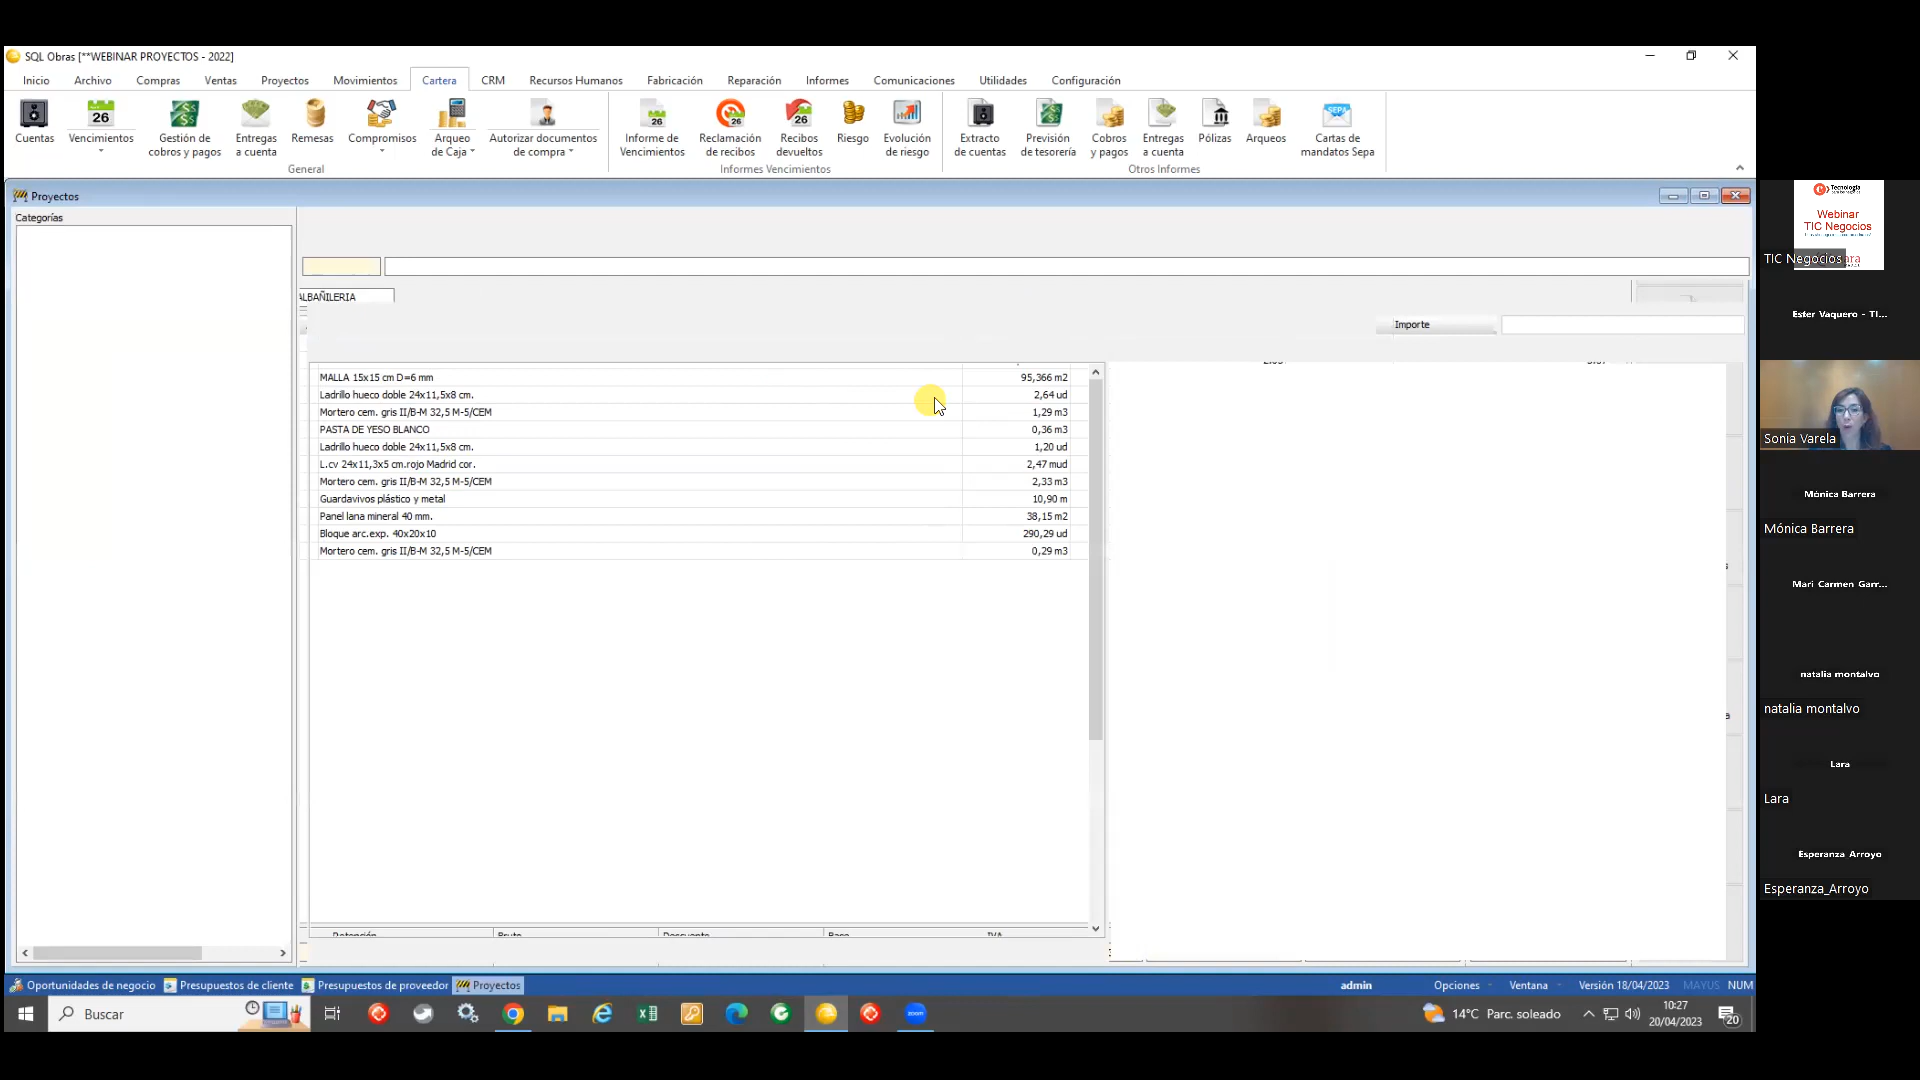 SQL Obras [**WEBINAR PROYECTOS - 2022]
Inicio Archivo Compras Ventas Proyectos Movimientos Cartera CRM Recursos Humanos Fabricación Reparación Informes Comunicaciones Utilidades Configuración
Cuentas Vencimientos Gestión de cobros y pagos Entregas a cuenta Remesas Compromisos Arqueo de Caja Autorizar documentos de compra Informe de Vencimientos Reclamación de recibos Recibos devueltos Riesgo Evolución de riesgo Extracto de cuentas Previsión de tesorería Cobros y pagos Entregas a cuenta Pólizas Arqueos Cartas de mandatos Sepa
General Informes Vencimientos Otros Informes
Proyectos
Categorías
ALBAÑILERIA
Importe
MALLA 15x15 cm D=6 mm 95,366 m2
Ladrillo hueco doble 24x11,5x8 cm. 2,64 ud
Mortero cem. gris II/B-M 32,5 M-5/CEM 1,29 m3
PASTA DE YESO BLANCO 0,36 m3
Ladrillo hueco doble 24x11,5x8 cm. 1,20 ud
L.cv 24x11,3x5 cm.rojo Madrid cor. 2,47 mud
Mortero cem. gris II/B-M 32,5 M-5/CEM 2,33 m3
Guardavivos plástico y metal 10,90 m
Panel lana mineral 40 mm. 38,15 m2
Bloque arc.exp. 40x20x10 290,29 ud
Mortero cem. gris II/B-M 32,5 M-5/CEM 0,29 m3
Retención Bruto Descuento Base IVA
Oportunidades de negocio Presupuestos de cliente Presupuestos de proveedor Proyectos admin Opciones Ventana Versión 18/04/2023 MAYUS NUM
Buscar
zoom
14°C Parc. soleado
10:27
20/04/2023
20
Tecnología
Webinar
TIC Negocios
TIC Negocios
Ester Vaquero - TI...
Sonia Varela
Mónica Barrera
Mónica Barrera
Mari Carmen Garr...
natalia montalvo
natalia montalvo
Lara
Lara
Esperanza Arroyo
Esperanza_Arroyo